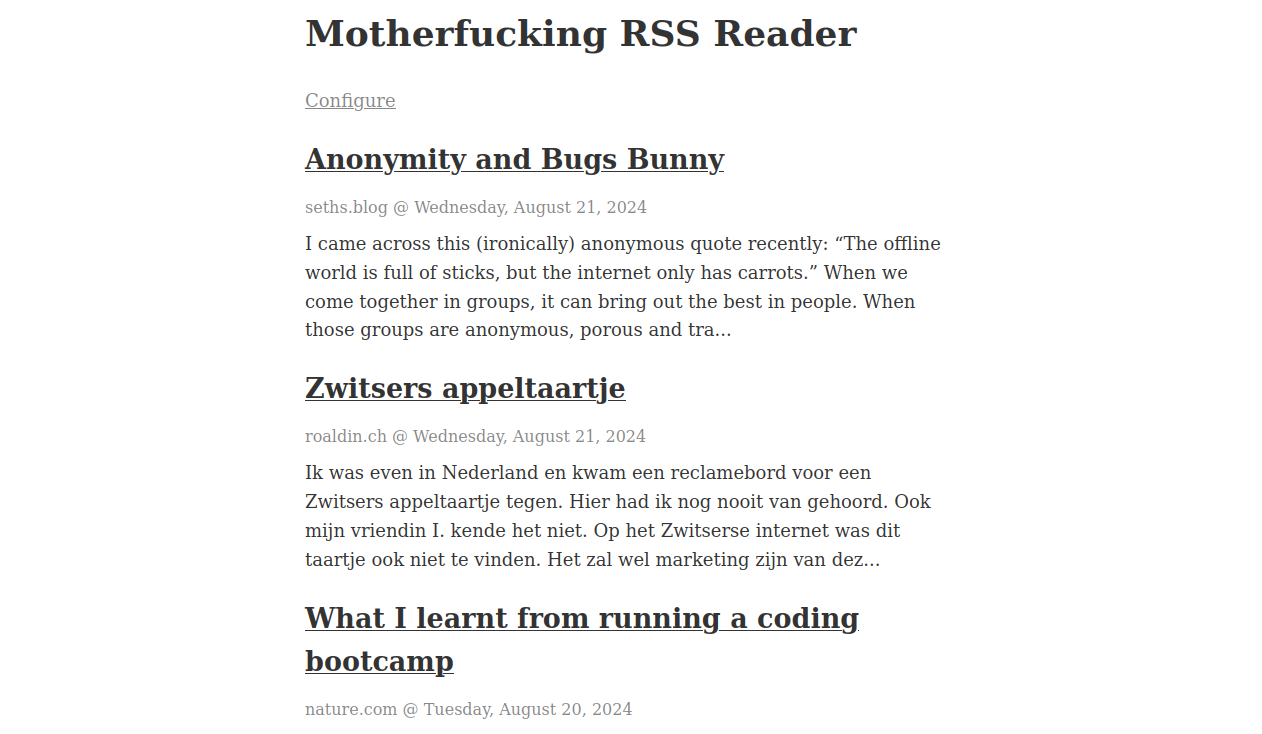 Motherfucking RSS Reader
Configure
Anonymity and Bugs Bunny
seths.blog @ Wednesday, August 21, 2024
I came across this (ironically) anonymous quote recently: “The offline
world is full of sticks, but the internet only has carrots.” When we
come together in groups, it can bring out the best in people. When
those groups are anonymous, porous and tra...
Zwitsers appeltaartje
roaldin.ch @ Wednesday, August 21, 2024
Ik was even in Nederland en kwam een reclamebord voor een
Zwitsers appeltaartje tegen. Hier had ik nog nooit van gehoord. Ook
mijn vriendin I. kende het niet. Op het Zwitserse internet was dit
taartje ook niet te vinden. Het zal wel marketing zijn van dez...
What I learnt from running a coding
bootcamp
nature.com @ Tuesday, August 20, 2024